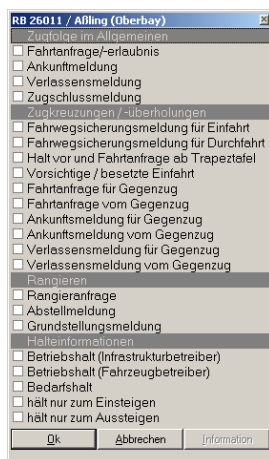 RB 26011 / Aßling (Oberbay)
Zugfolge im Allgemeinen
Fahrtanfrage/-erlaubnis
Ankunftmeldung
Verlassensmeldung
Zugschlussmeldung
Zugkreuzungen / -überholungen
Fahrwegsicherungsmeldung für Einfahrt
Fahrwegsicherungsmeldung für Durchfahrt
Halt vor und Fahrtanfrage ab Trapeztafel
Vorsichtige / besetzte Einfahrt
Fahrtanfrage für Gegenzug
Fahrtanfrage vom Gegenzug
Ankunftsmeldung für Gegenzug
Ankunftsmeldung vom Gegenzug
Verlassensmeldung für Gegenzug
Verlassensmeldung vom Gegenzug
Rangieren
Rangieranfrage
Abstellmeldung
Grundstellungsmeldung
Halteinformationen
Betriebshalt (Infrastrukturbetreiber)
Betriebshalt (Fahrzeugbetreiber)
Bedarfshalt
hält nur zum Einsteigen
hält nur zum Aussteigen
Ok Abbrechen Information